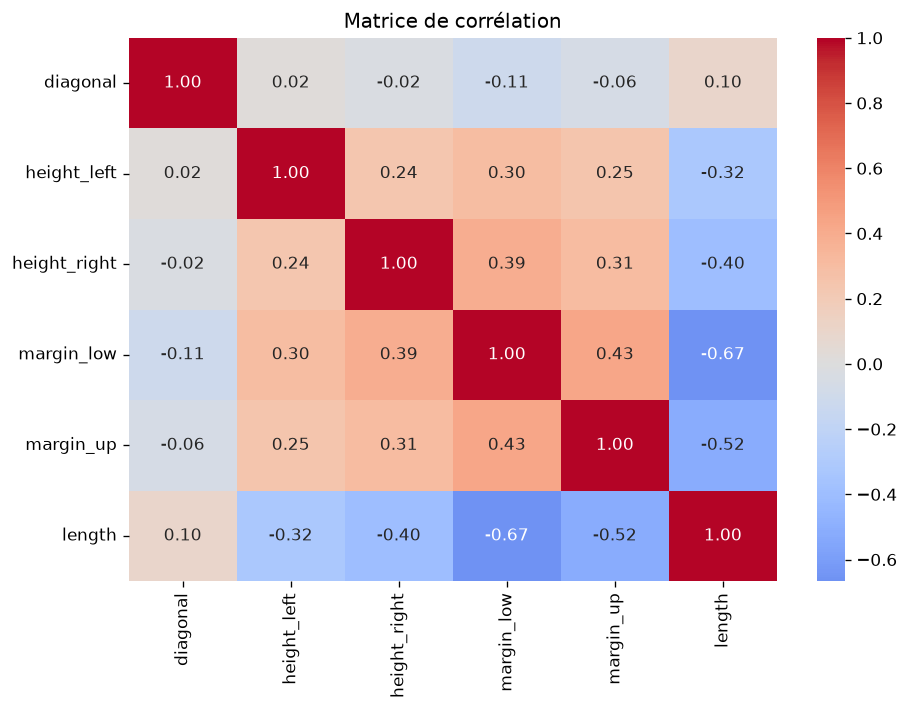 Matrice de corrélation
diagonal 1.00 0.02 -0.02 -0.11 -0.06 0.10
height_left 0.02 1.00 0.24 0.30 0.25 -0.32
height_right -0.02 0.24 1.00 0.39 0.31 -0.40
margin_low -0.11 0.30 0.39 1.00 0.43 -0.67
margin_up -0.06 0.25 0.31 0.43 1.00 -0.52
length 0.10 -0.32 -0.40 -0.67 -0.52 1.00
diagonal height_left height_right margin_low margin_up length
1.0
0.8
0.6
0.4
0.2
0.0
−0.2
−0.4
−0.6